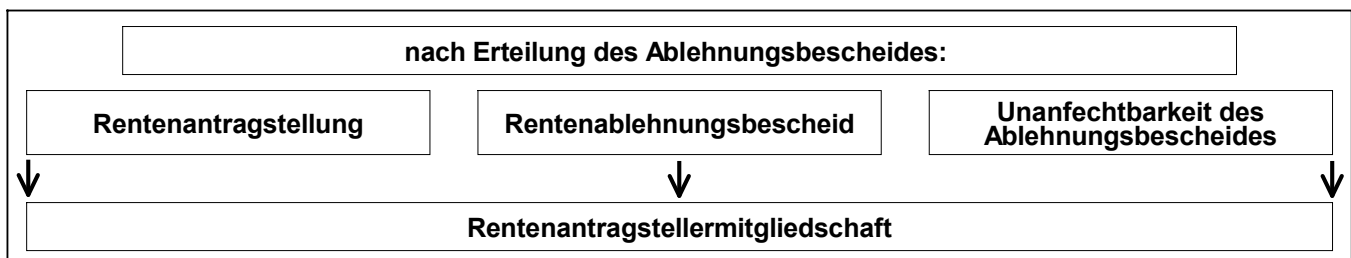 nach Erteilung des Ablehnungsbescheides:
Rentenantragstellung
Rentenablehnungsbescheid
Unanfechtbarkeit des
Ablehnungsbescheides
Rentenantragstellermitgliedschaft